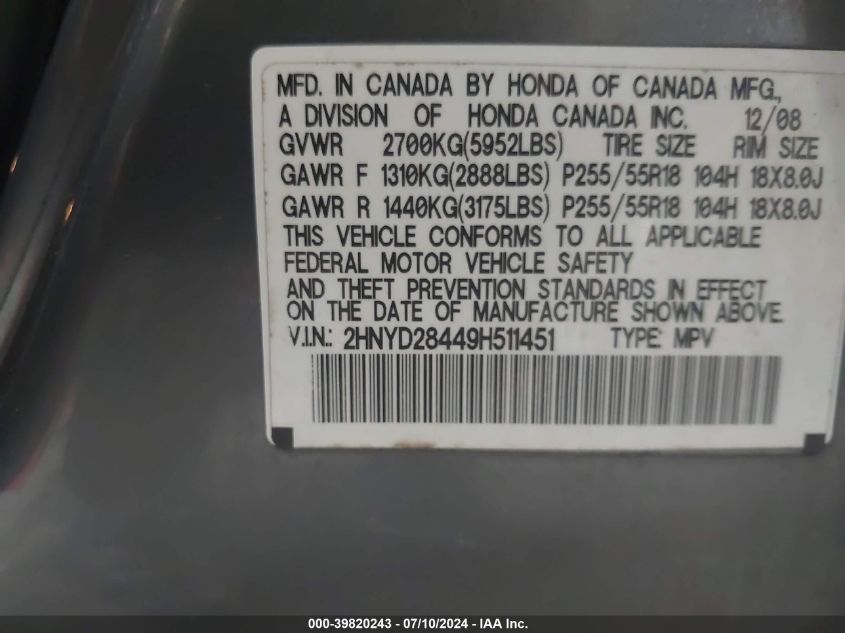 MFD. IN CANADA BY HONDA OF CANADA MFG.,
A DIVISION OF HONDA CANADA INC. 12/08
GVWR 2700KG(5952LBS) TIRE SIZE RIM SIZE
GAWR F 1310KG(2888LBS) P255/55R18 104H 18X8.0J
GAWR R 1440KG(3175LBS) P255/55R18 104H 18X8.0J
THIS VEHICLE CONFORMS TO ALL APPLICABLE
FEDERAL MOTOR VEHICLE SAFETY
AND THEFT PREVENTION STANDARDS IN EFFECT
ON THE DATE OF MANUFACTURE SHOWN ABOVE.
V.I.N.: 2HNYD28449H511451 TYPE: MPV
000-39820243 - 07/10/2024 - IAA Inc.